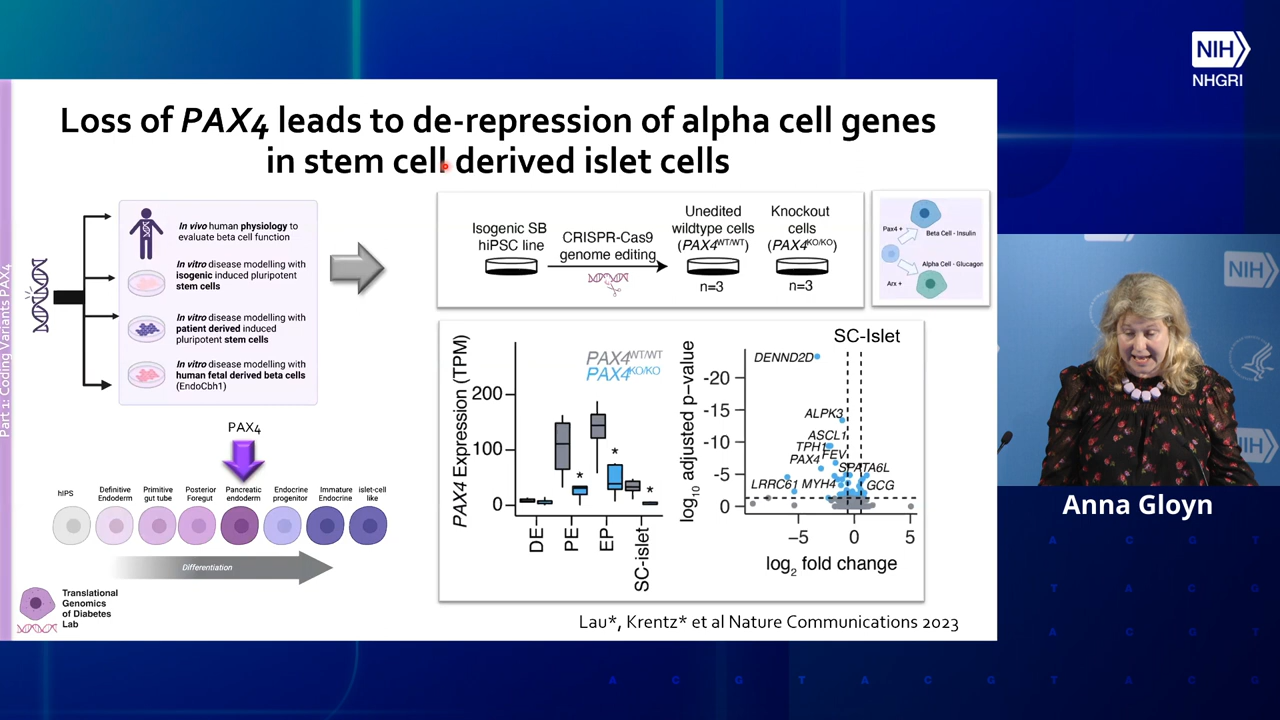 NIH
NHGRI
Loss of PAX4 leads to de-repression of alpha cell genes
in stem cell derived islet cells
Part 1: Coding Variants PAX4
In vivo human physiology to
evaluate beta cell function
In vitro disease modelling with
isogenic induced pluripotent
stem cells
In vitro disease modelling with
patient derived induced
pluripotent stem cells
In vitro disease modelling with
human fetal derived beta cells
(EndoCbh1)
Isogenic SB
hiPSC line
CRISPR-Cas9
genome editing
Unedited
wildtype cells
(PAX4WT/WT)
n=3
Knockout
cells
(PAX4KO/KO)
n=3
Pax4 +
Beta Cell - Insulin
Alpha Cell - Glucagon
Arx +
PAX4
hIPS
Definitive
Endoderm
Primitive
gut tube
Posterior
Foregut
Pancreatic
endoderm
Endocrine
progenitor
Immature
Endocrine
islet-cell
like
Differentiation
Translational
Genomics
of Diabetes
Lab
PAX4 Expression (TPM)
200
100
0
PAX4WT/WT
PAX4KO/KO
*
*
*
DE
PE
EP
SC-islet
SC-Islet
log10 adjusted p-value
-20
-15
-10
-5
0
DENND2D
ALPK3
ASCL1
TPH1
FEV
PAX4
SPATA6L
LRRC61
MYH4
GCG
−5
0
5
log2 fold change
Lau*, Krentz* et al Nature Communications 2023
NIH
NIH
Anna Gloyn
A C G T
T A C G
A C G T
A C G T A C G T A C G